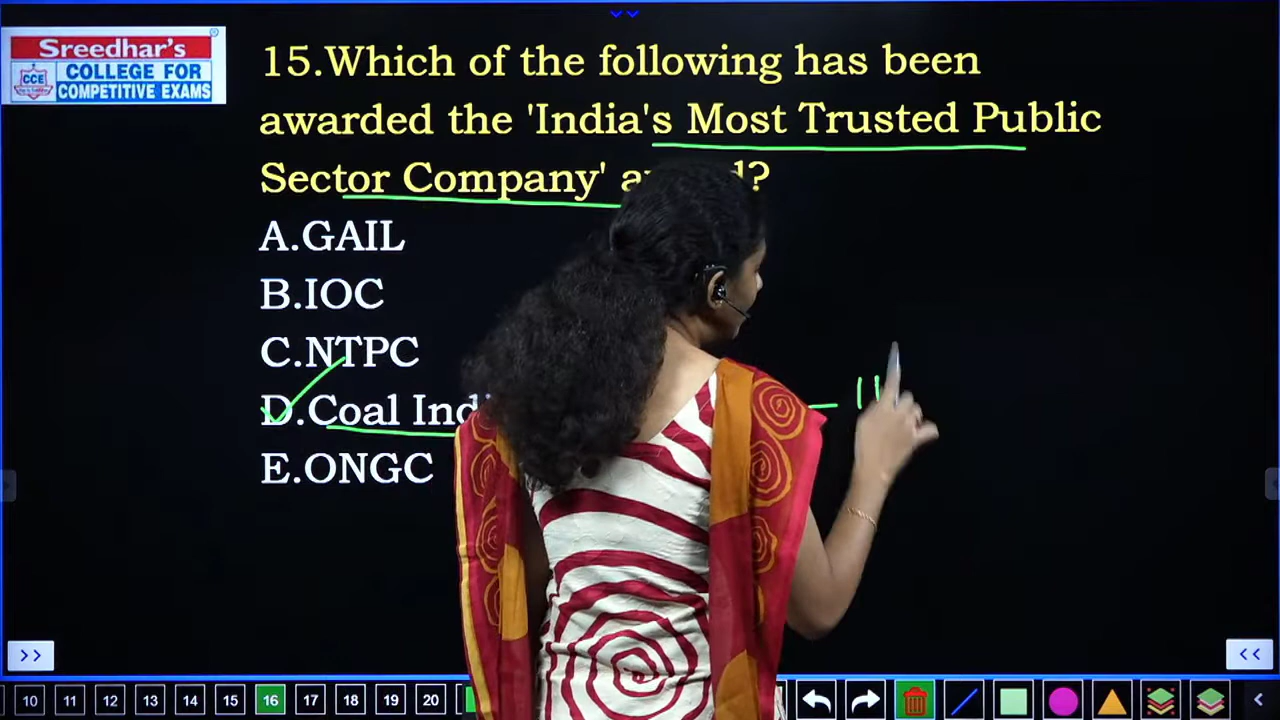 Sreedhar's
CCE
COLLEGE FOR
COMPETITIVE EXAMS
15.Which of the following has been
awarded the 'India's Most Trusted Public
Sector Company'
A.GAIL
B.IOC
C.NTPC
D.Coal Indi
E.ONGC
>>
<<
10 11 12 13 14 15 16 17 18 19 20